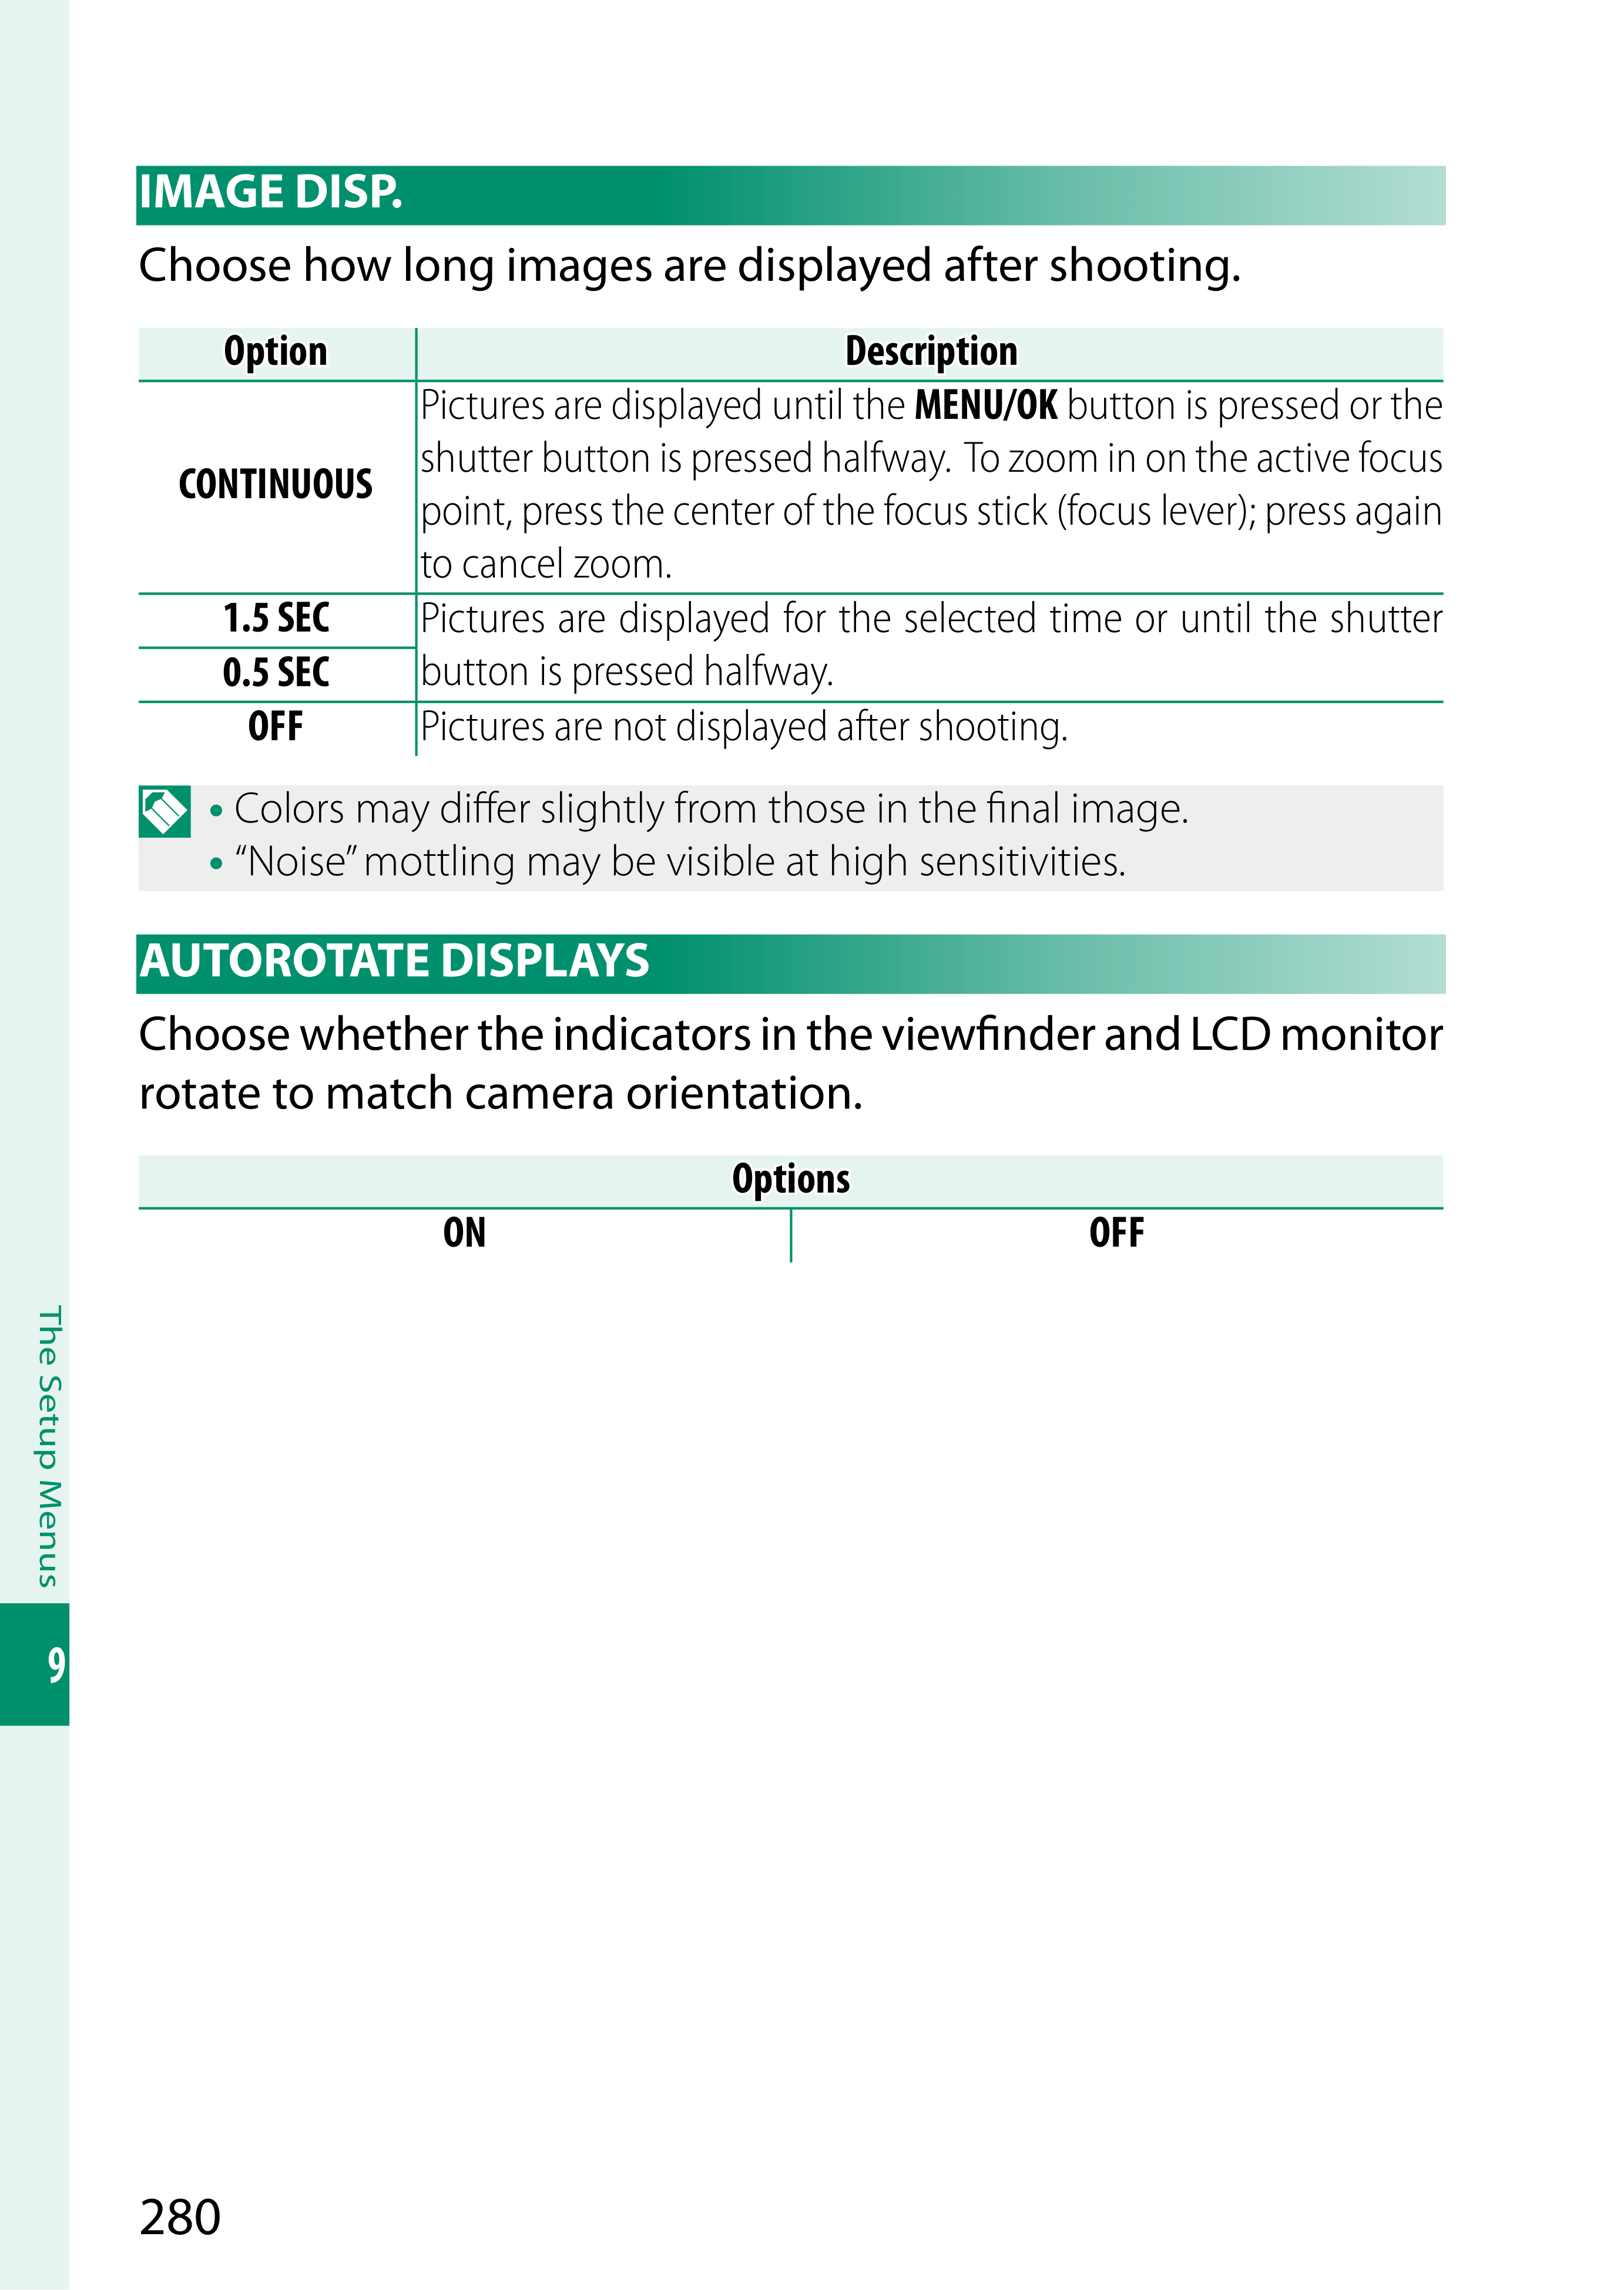 IMAGE DISP.
Choose how long images are displayed after shooting.
Option Description
CONTINUOUS
Pictures are displayed until the MENU/OK button is pressed or the
shutter button is pressed halfway. To zoom in on the active focus
point, press the center of the focus stick (focus lever); press again
to cancel zoom.
1.5 SEC
0.5 SEC
Pictures are displayed for the selected time or until the shutter
button is pressed halfway.
OFF Pictures are not displayed after shooting.
• Colors may differ slightly from those in the final image.
• “Noise” mottling may be visible at high sensitivities.
AUTOROTATE DISPLAYS
Choose whether the indicators in the viewfinder and LCD monitor
rotate to match camera orientation.
Options
ON OFF
The Setup Menus
9
280